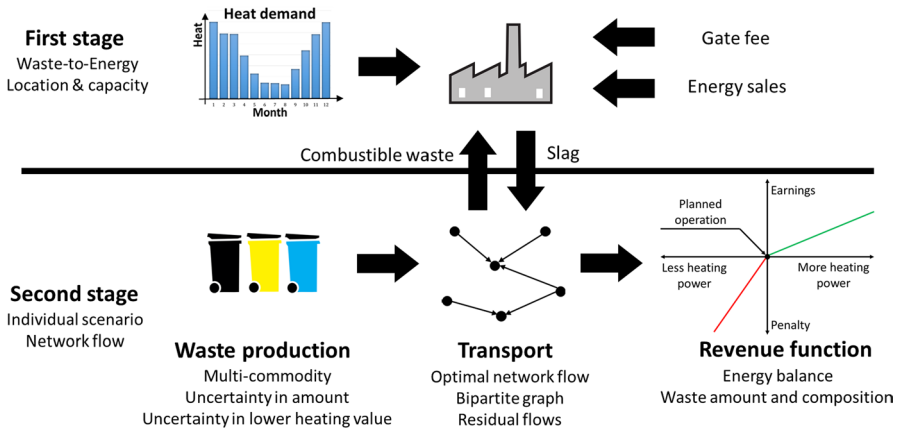 First stage
Waste-to-Energy
Location & capacity
Heat demand
Heat
1 2 3 4 5 6 7 8 9 10 11 12
Month
Gate fee
Energy sales
Combustible waste
Slag
Second stage
Individual scenario
Network flow
Waste production
Multi-commodity
Uncertainty in amount
Uncertainty in lower heating value
Transport
Optimal network flow
Bipartite graph
Residual flows
Earnings
Planned
operation
Less heating
power
More heating
power
Penalty
Revenue function
Energy balance
Waste amount and composition